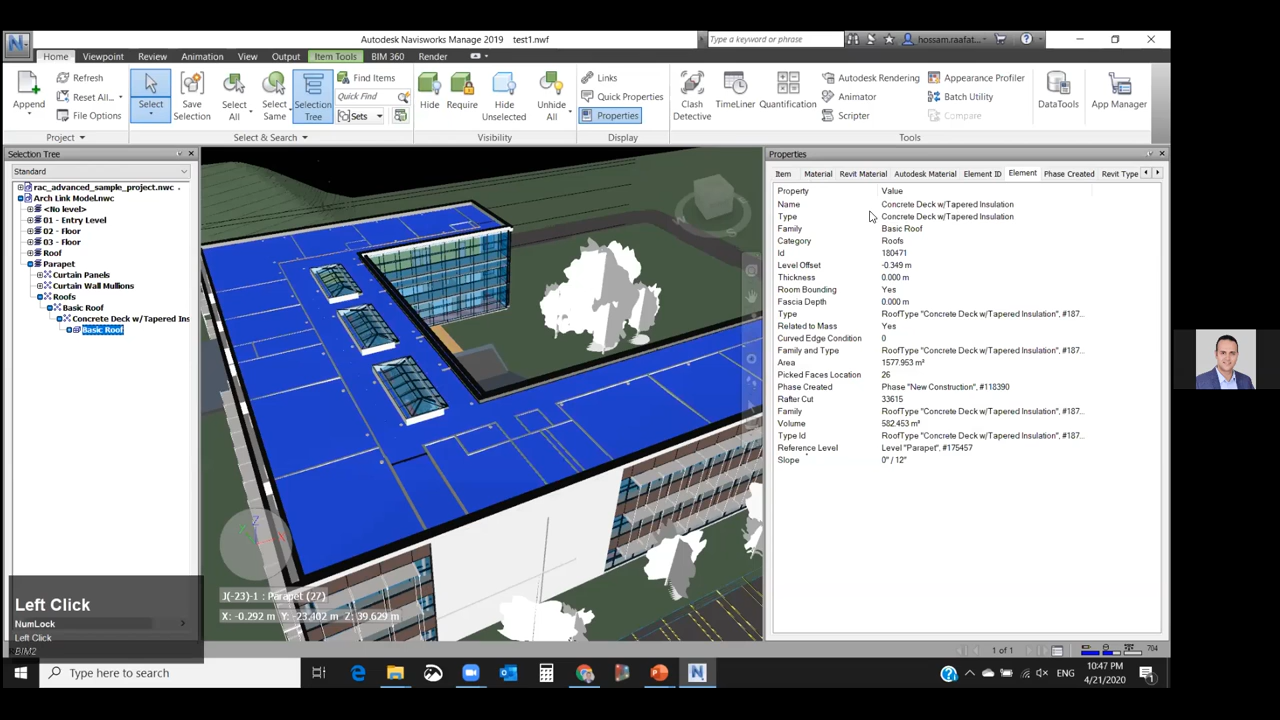 Autodesk Navisworks Manage 2019 test1.nwf
Type a keyword or phrase
hossam.raafat...
Home Viewpoint Review Animation View Output Item Tools BIM 360 Render
Append
Refresh
Reset All...
File Options
Project
Select
Save Selection
Select All
Select Same
Selection Tree
Find Items
Quick Find
Sets
Select & Search
Hide
Require
Hide Unselected
Unhide All
Visibility
Links
Quick Properties
Properties
Display
Clash Detective
TimeLiner
Quantification
Autodesk Rendering
Animator
Scripter
Appearance Profiler
Batch Utility
Compare
DataTools
App Manager
Tools
Selection Tree
Standard
rac_advanced_sample_project.nwc
Arch Link Model.nwc
<No level>
01 - Entry Level
02 - Floor
03 - Floor
Roof
Parapet
Curtain Panels
Curtain Wall Mullions
Roofs
Basic Roof
Concrete Deck w/Tapered Ins
Basic Roof
J(-23)-1 : Parapet (27)
X: -0.292 m Y: -23.402 m Z: 39.629 m
Properties
Item Material Revit Material Autodesk Material Element ID Element Phase Created Revit Type
Property Value
Name Concrete Deck w/Tapered Insulation
Type Concrete Deck w/Tapered Insulation
Family Basic Roof
Category Roofs
Id 180471
Level Offset -0.349 m
Thickness 0.000 m
Room Bounding Yes
Fascia Depth 0.000 m
Type RoofType "Concrete Deck w/Tapered Insulation", #187...
Related to Mass Yes
Curved Edge Condition 0
Family and Type RoofType "Concrete Deck w/Tapered Insulation", #187...
Area 1577.953 m²
Picked Faces Location 26
Phase Created Phase "New Construction", #118390
Rafter Cut 33615
Family RoofType "Concrete Deck w/Tapered Insulation", #187...
Volume 582.453 m³
Type Id RoofType "Concrete Deck w/Tapered Insulation", #187...
Reference Level Level "Parapet", #175457
Slope 0" / 12"
Left Click
NumLock
Left Click
BIM2
1 of 1
704
Type here to search
ENG
10:47 PM
4/21/2020
1